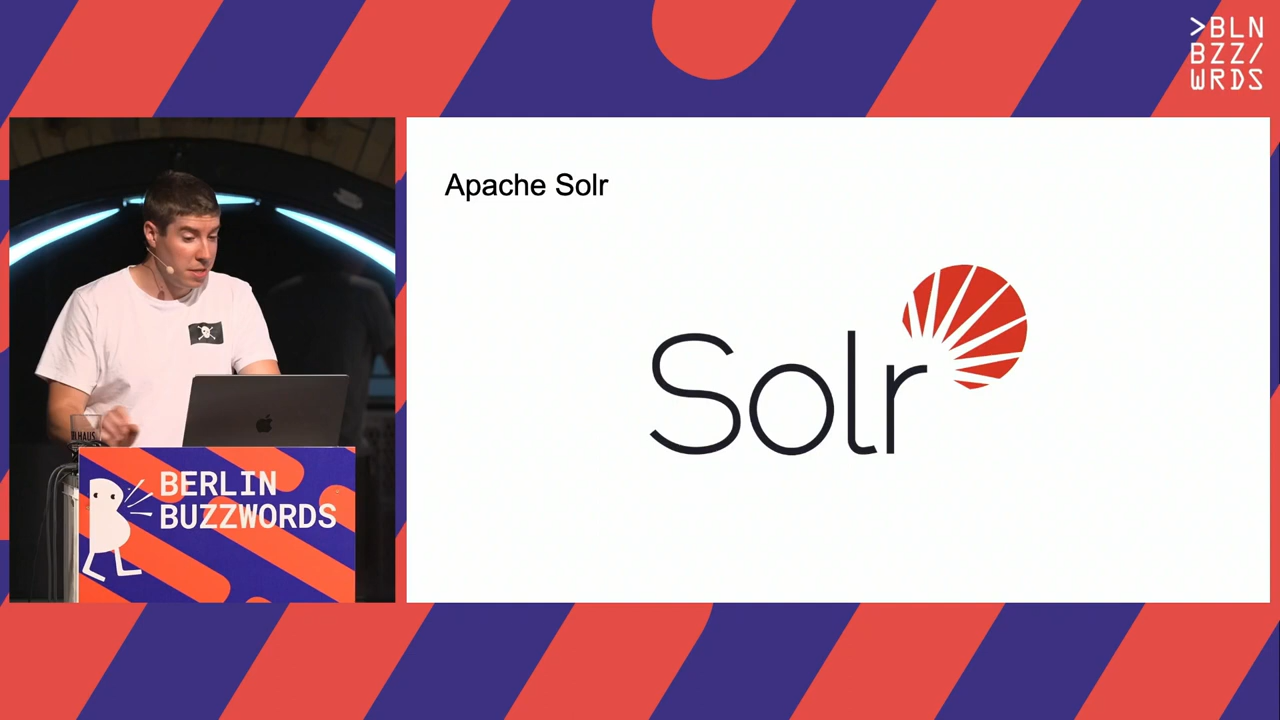 >BLN
BZZ/
WRDS
Apache Solr
Solr
BERLIN
BUZZWORDS